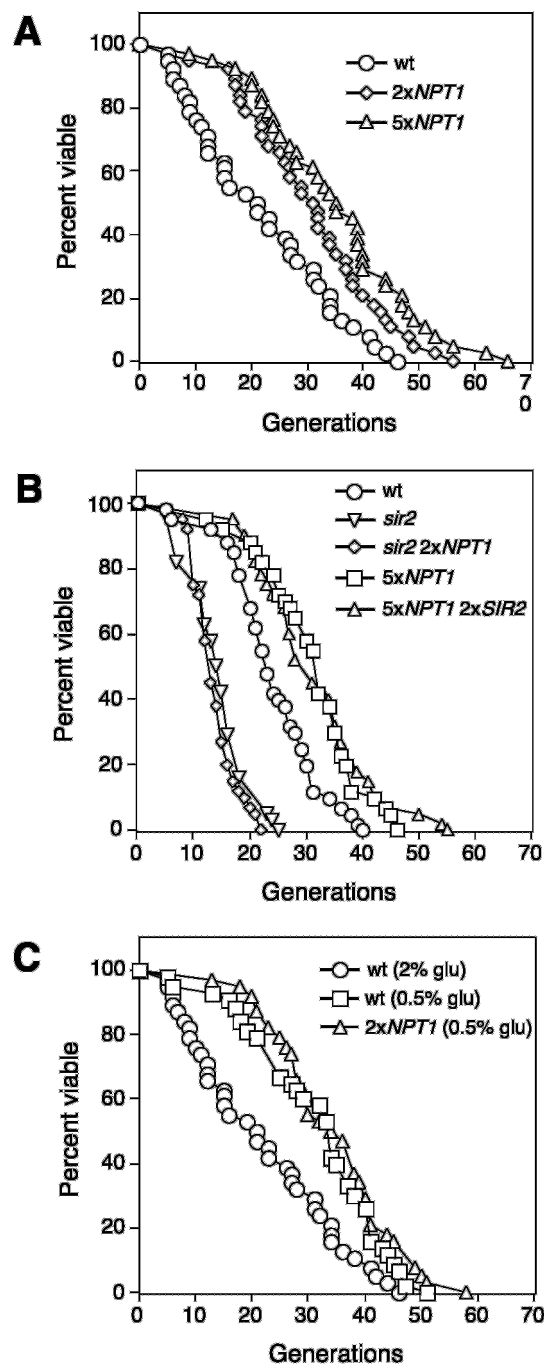 A
100
80
60
40
20
0
Percent viable
wt
2xNPT1
5xNPT1
0 10 20 30 40 50 60 7
0
Generations
B
100
80
60
40
20
0
Percent viable
wt
sir2
sir2 2xNPT1
5xNPT1
5xNPT1 2xSIR2
0 10 20 30 40 50 60 70
Generations
C
100
80
60
40
20
0
Percent viable
wt (2% glu)
wt (0.5% glu)
2xNPT1 (0.5% glu)
0 10 20 30 40 50 60 70
Generations